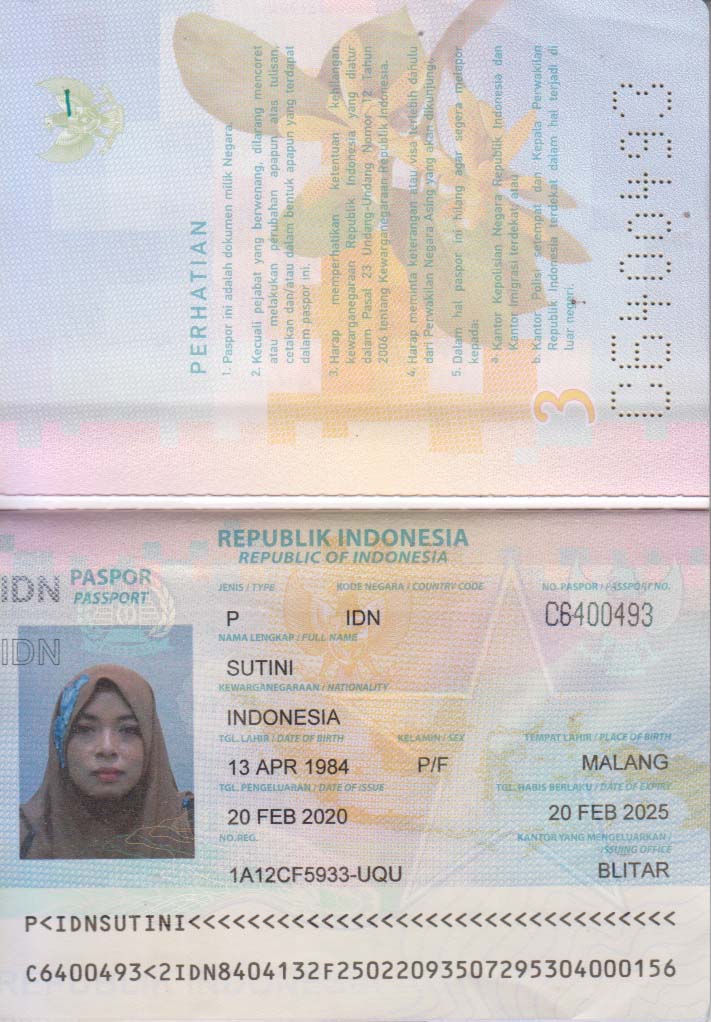 1
PERHATIAN
1. Paspor ini adalah dokumen milik Negara.
2. Kecuali pejabat yang berwenang, dilarang mencoret
atau melakukan perubahan apapun atas tulisan,
cetakan dan/atau dalam bentuk apapun yang terdapat
dalam paspor ini.
3. Harap memperhatikan ketentuan kehilangan
kewarganegaraan Republik Indonesia yang diatur
dalam Pasal 23 Undang-Undang Nomor 12 Tahun
2006 tentang Kewarganegaraan Republik Indonesia.
4. Harap meminta keterangan atau visa terlebih dahulu
dari Perwakilan Negara Asing yang akan dikunjungi.
5. Dalam hal paspor ini hilang agar segera melapor
kepada:
a. Kantor Kepolisian Negara Republik Indonesia dan
Kantor Imigrasi terdekat atau
b. Kantor Polisi setempat dan Kepala Perwakilan
Republik Indonesia terdekat dalam hal terjadi di
luar negeri.
3
C6400493
REPUBLIK INDONESIA
REPUBLIC OF INDONESIA
IDN PASPOR
PASSPORT
IDN
JENIS / TYPE KODE NEGARA / COUNTRY CODE NO. PASPOR / PASSPORT NO.
P IDN C6400493
NAMA LENGKAP / FULL NAME
SUTINI
KEWARGANEGARAAN / NATIONALITY
INDONESIA
TGL. LAHIR / DATE OF BIRTH KELAMIN / SEX TEMPAT LAHIR / PLACE OF BIRTH
13 APR 1984 P/F MALANG
TGL. PENGELUARAN / DATE OF ISSUE TGL. HABIS BERLAKU / DATE OF EXPIRY
20 FEB 2020 20 FEB 2025
NO. REG. KANTOR YANG MENGELUARKAN /
ISSUING OFFICE
1A12CF5933-UQU BLITAR
P<IDNSUTINI<<<<<<<<<<<<<<<<<<<<<<<<<<<<<<<<<
C6400493<2IDN8404132F25022093507295304000156